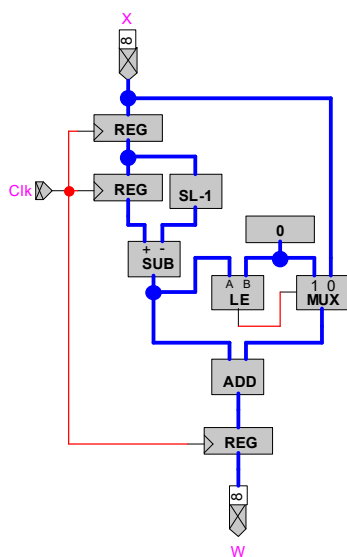 X
8
REG
Clk
REG
SL-1
0
+ -
SUB
A B
LE
1 0
MUX
ADD
REG
8
W